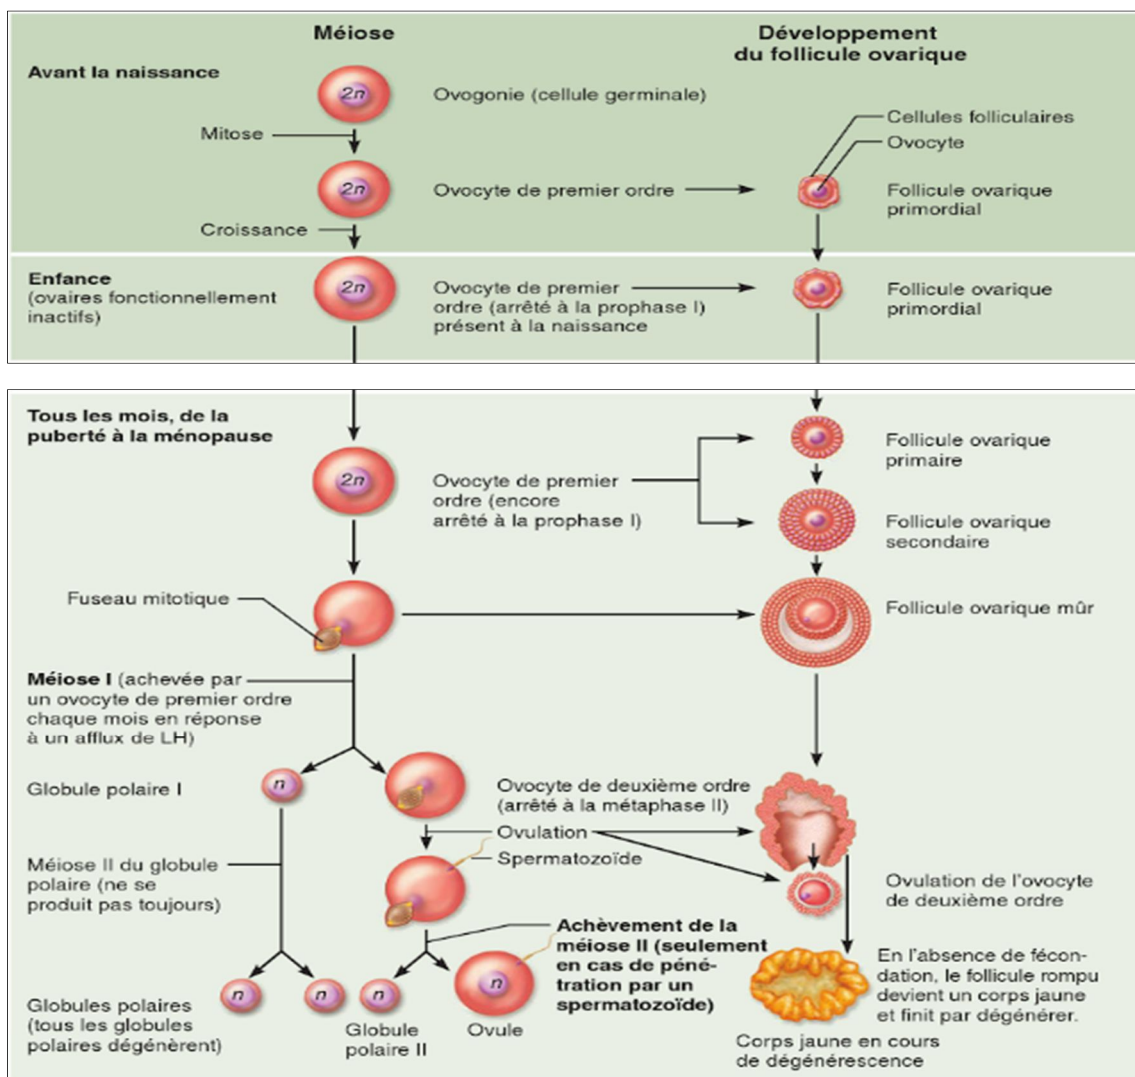 Méiose
Développement
du follicule ovarique
Avant la naissance
2n
Ovogonie (cellule germinale)
Cellules folliculaires
Mitose
Ovocyte
2n
Ovocyte de premier ordre
Follicule ovarique
primordial
Croissance
Enfance
(ovaires fonctionnellement
inactifs)
2n
Ovocyte de premier
ordre (arrêté à la prophase I)
présent à la naissance
Follicule ovarique
primordial
Tous les mois, de la
puberté à la ménopause
Follicule ovarique
primaire
2n
Ovocyte de premier
ordre (encore
arrêté à la prophase I)
Follicule ovarique
secondaire
Fuseau mitotique
Follicule ovarique mûr
Méiose I (achevée par
un ovocyte de premier ordre
chaque mois en réponse
à un afflux de LH)
Globule polaire I
n
Ovocyte de deuxième ordre
(arrêté à la métaphase II)
Ovulation
Spermatozoïde
Méiose II du globule
polaire (ne se
produit pas toujours)
Ovulation de l'ovocyte
de deuxième ordre
Achèvement de la
méiose II (seulement
en cas de péné-
tration par un
spermatozoïde)
En l'absence de fécon-
dation, le follicule rompu
devient un corps jaune
et finit par dégénérer.
n
n
n
n
Globules polaires
(tous les globules
polaires dégénèrent)
Globule
polaire II
Ovule
Corps jaune en cours
de dégénérescence